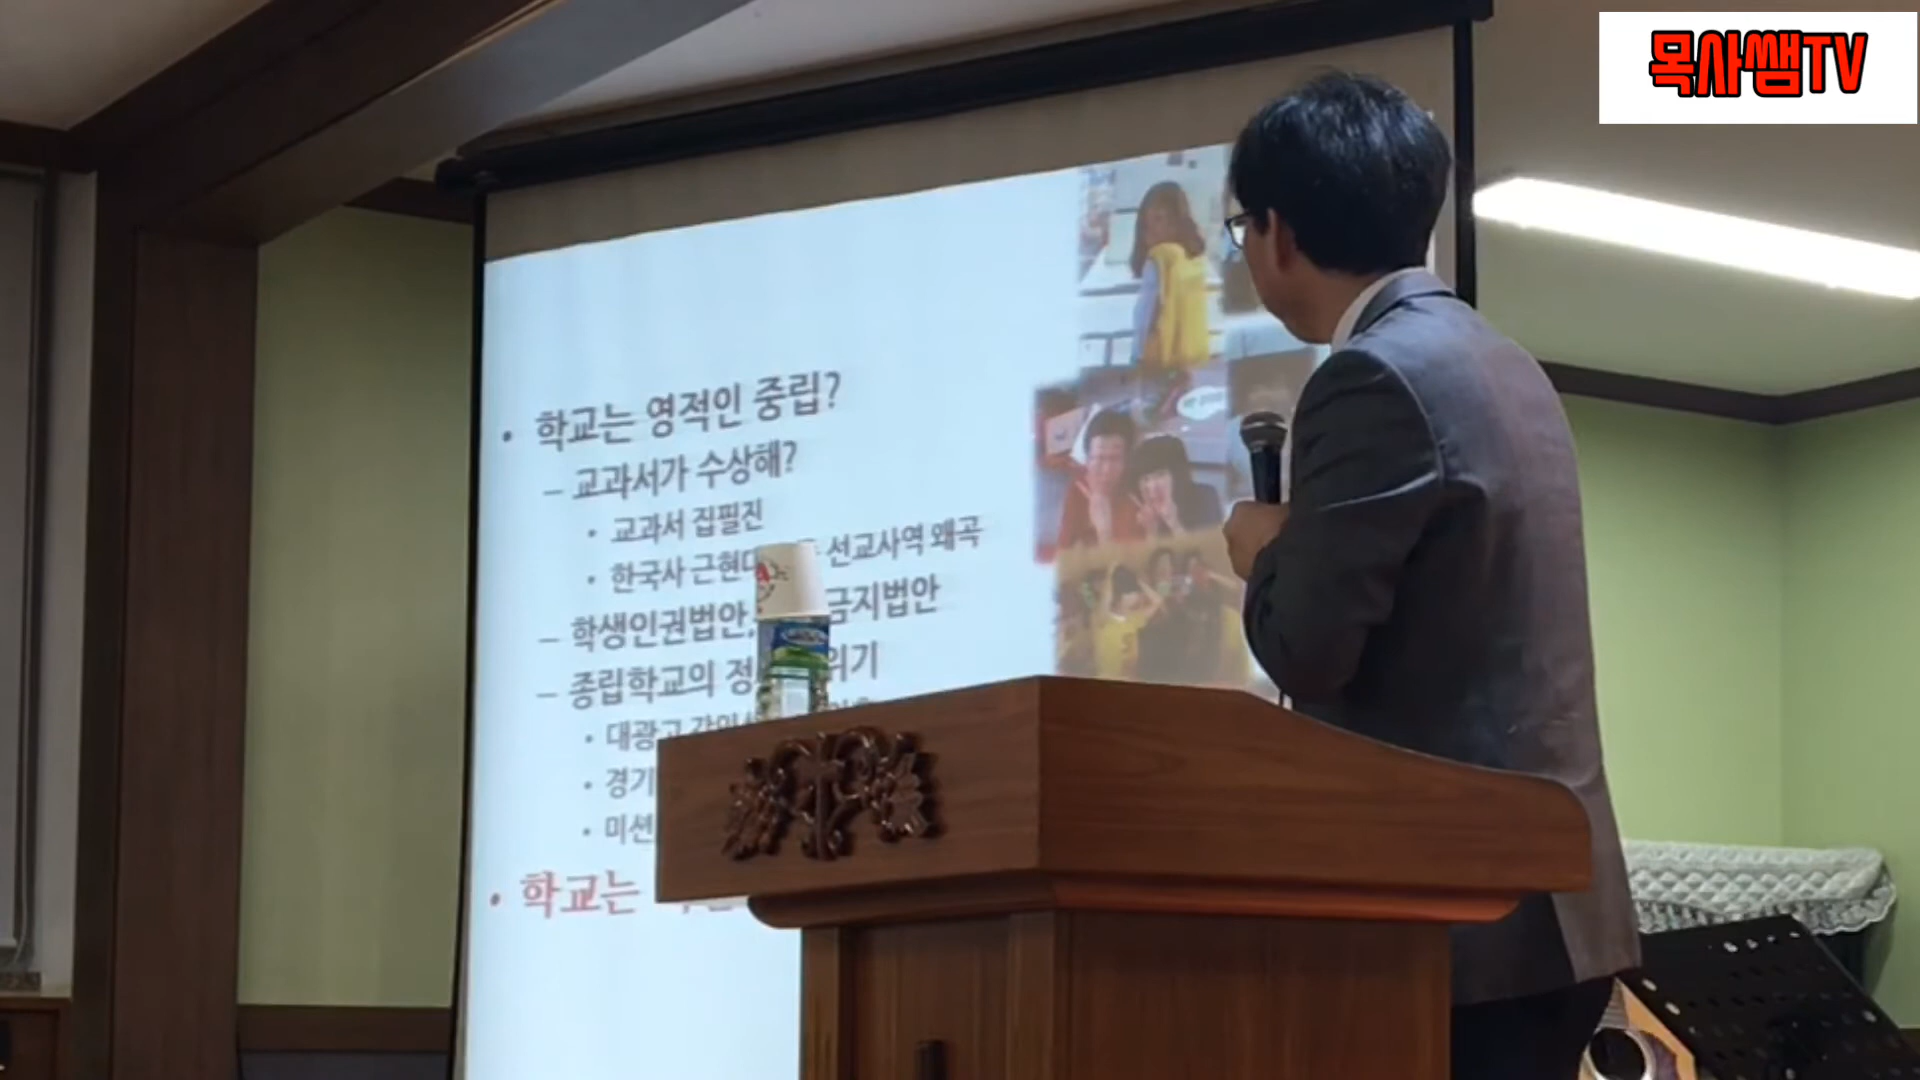 목사쌤TV
• 학교는 영적인 중립?
– 교과서가 수상해?
• 교과서 집필진
• 한국사 근현대 선교사역 왜곡
– 학생인권법안, 금지법안
– 종립학교의 정 위기
• 대광고
• 경기
• 미션
• 학교는